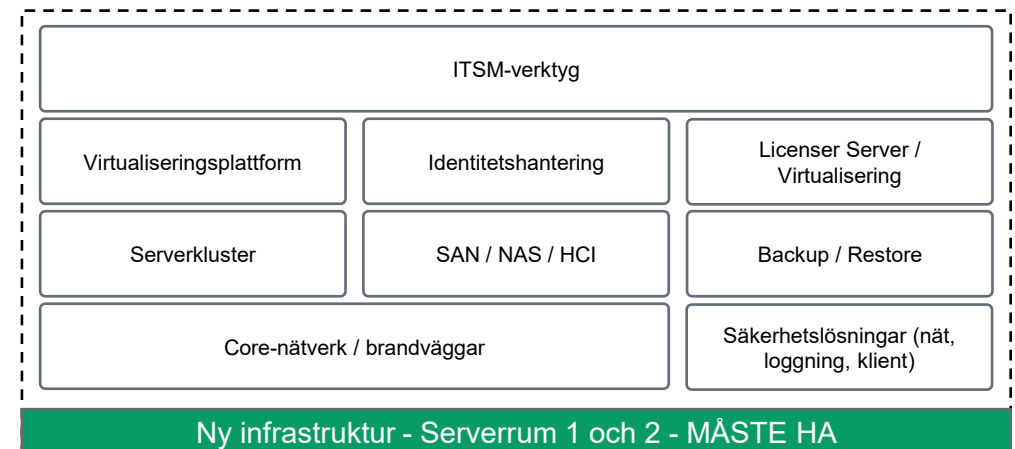 ITSM-verktyg
Virtualiseringsplattform
Identitetshantering
Licenser Server /
Virtualisering
Serverkluster
SAN / NAS / HCI
Backup / Restore
Core-nätverk / brandväggar
Säkerhetslösningar (nät,
loggning, klient)
Ny infrastruktur - Serverrum 1 och 2 - MÅSTE HA